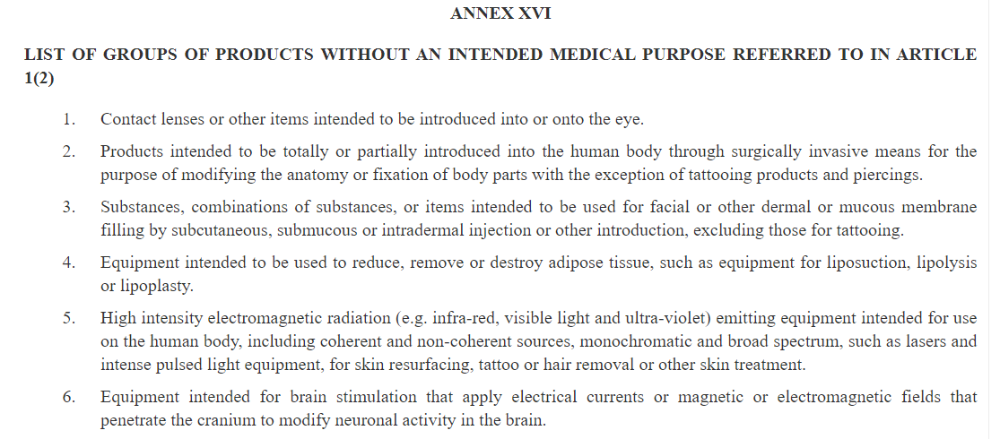 ANNEX XVI
LIST OF GROUPS OF PRODUCTS WITHOUT AN INTENDED MEDICAL PURPOSE REFERRED TO IN ARTICLE
1(2)
1. Contact lenses or other items intended to be introduced into or onto the eye.
2. Products intended to be totally or partially introduced into the human body through surgically invasive means for the
purpose of modifying the anatomy or fixation of body parts with the exception of tattooing products and piercings.
3. Substances, combinations of substances, or items intended to be used for facial or other dermal or mucous membrane
filling by subcutaneous, submucous or intradermal injection or other introduction, excluding those for tattooing.
4. Equipment intended to be used to reduce, remove or destroy adipose tissue, such as equipment for liposuction, lipolysis
or lipoplasty.
5. High intensity electromagnetic radiation (e.g. infra-red, visible light and ultra-violet) emitting equipment intended for use
on the human body, including coherent and non-coherent sources, monochromatic and broad spectrum, such as lasers and
intense pulsed light equipment, for skin resurfacing, tattoo or hair removal or other skin treatment.
6. Equipment intended for brain stimulation that apply electrical currents or magnetic or electromagnetic fields that
penetrate the cranium to modify neuronal activity in the brain.